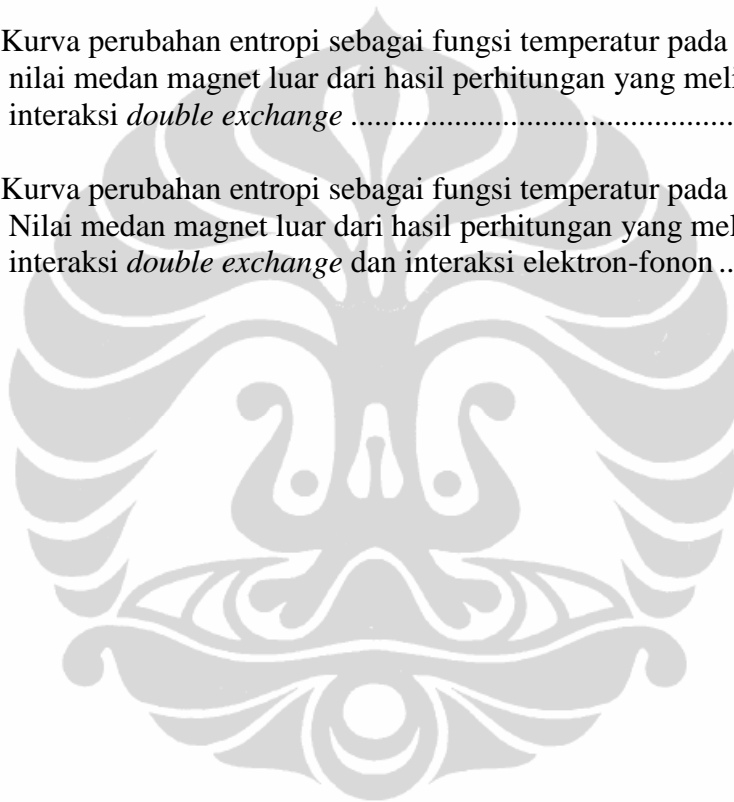 Kurva perubahan entropi sebagai fungsi temperatur pada
nilai medan magnet luar dari hasil perhitungan yang
interaksi double exchange ..........................................
Kurva perubahan entropi sebagai fungsi temperatur pada
Nilai medan magnet luar dari hasil perhitungan yang
interaksi double exchange dan interaksi elektron-fonon ..